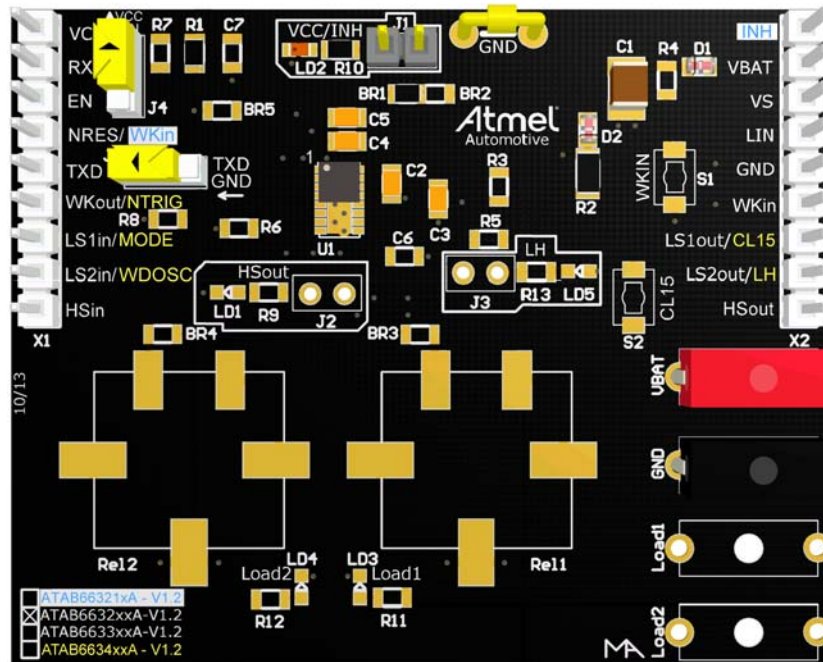 VCC
VC R7 R1 C7 VCC/INH J1 INH
GND C1 R4 D1
RX LD2 R10 VBAT
EN J4 BR5 BR1 BR2 VS
C5 Atmel D2
NRES/ WKin C4 Automotive LIN
TXD TXD 1 C2 R3 WKIN S1 GND
GND R2
WKout/NTRIG WKin
R8 R6 U1 C3 R5
LS1in/MODE C6 LH LS1out/CL15
LS2in/WDOSC HSout J3 R13 LD5 CL15 LS2out/LH
HSin LD1 R9 J2 HSout
X1 BR4 BR3 S2 X2
10/13 VBAT
GND
Rel2 Rel1 Load1
LD4 LD3
Load2 Load1
R12 R11
ATAB66321xA - V1.2
ATAB6632xxA-V1.2
ATAB6633xxA-V1.2
ATAB6634xxA - V1.2
MA Load2